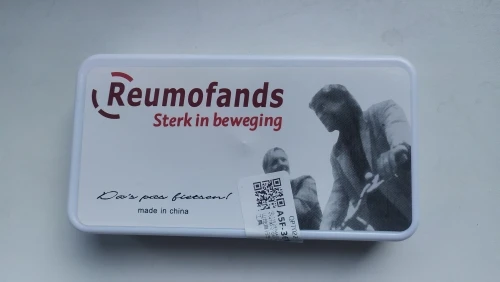 Reumofands
Sterk in beweging
Da's pas fietsen!
made in china